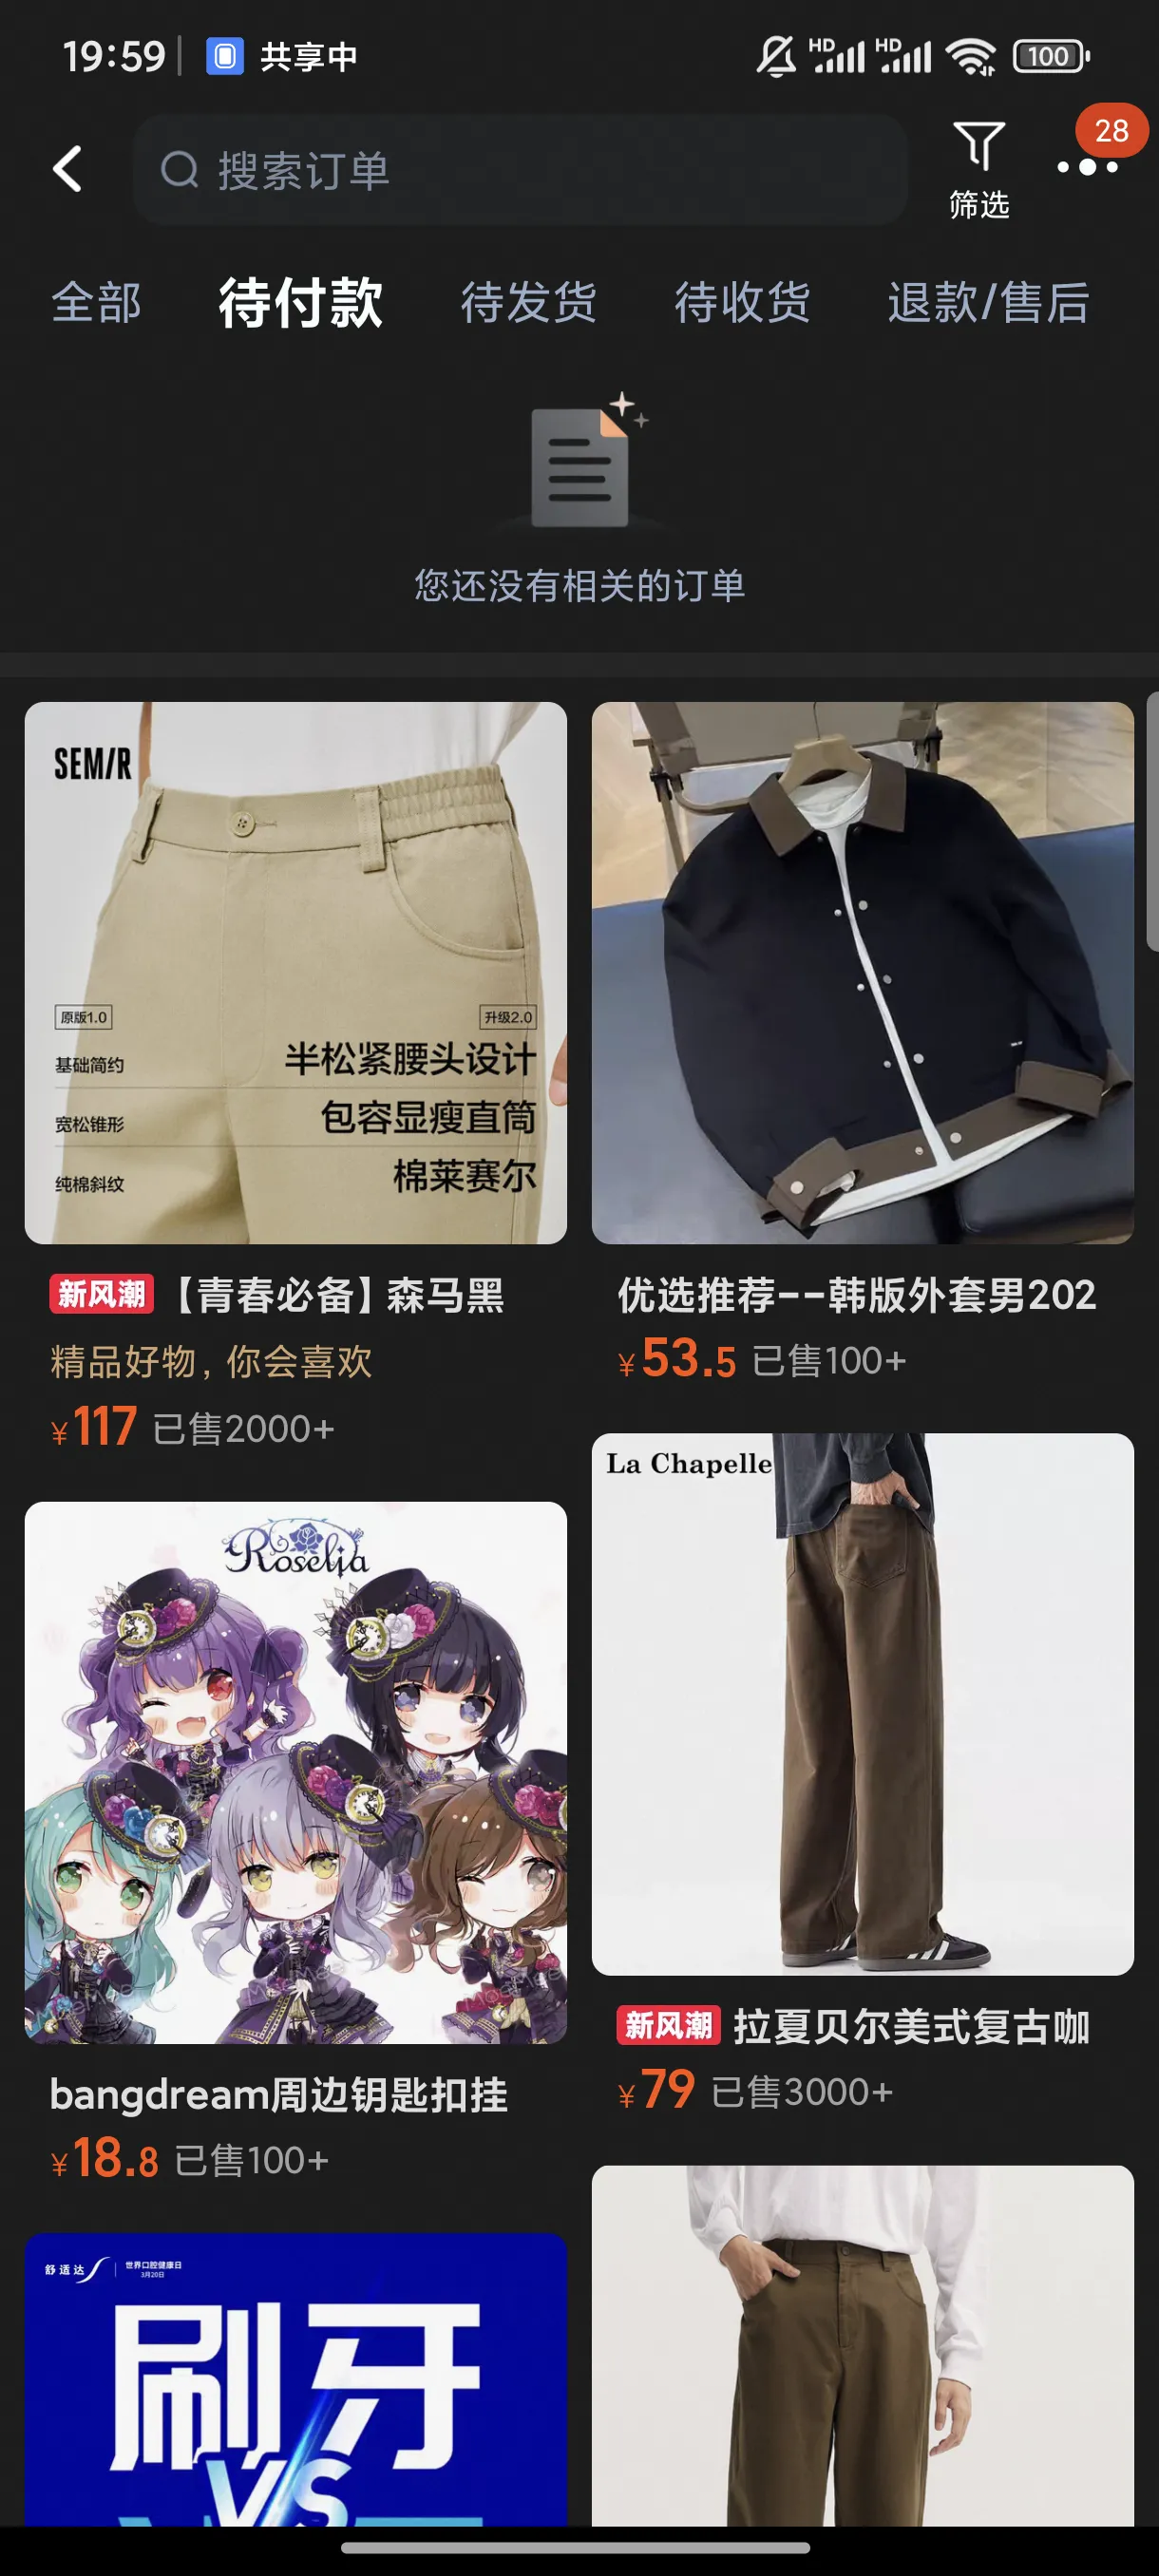 19:59 共享中 HD HD 100
搜索订单
筛选
28
全部 待付款 待发货 待收货 退款/售后
您还没有相关的订单
SEMIR
原版1.0 升级2.0
基础简约 半松紧腰头设计
宽松锥形 包容显瘦直筒
纯棉斜纹 棉莱赛尔
新风潮 【青春必备】森马黑
精品好物，你会喜欢
¥117 已售2000+
优选推荐--韩版外套男202
¥53.5 已售100+
Roselia
bangdream周边钥匙扣挂
¥18.8 已售100+
La Chapelle
新风潮 拉夏贝尔美式复古咖
¥79 已售3000+
舒适达 世界口腔健康日
3月20日
刷牙
VS